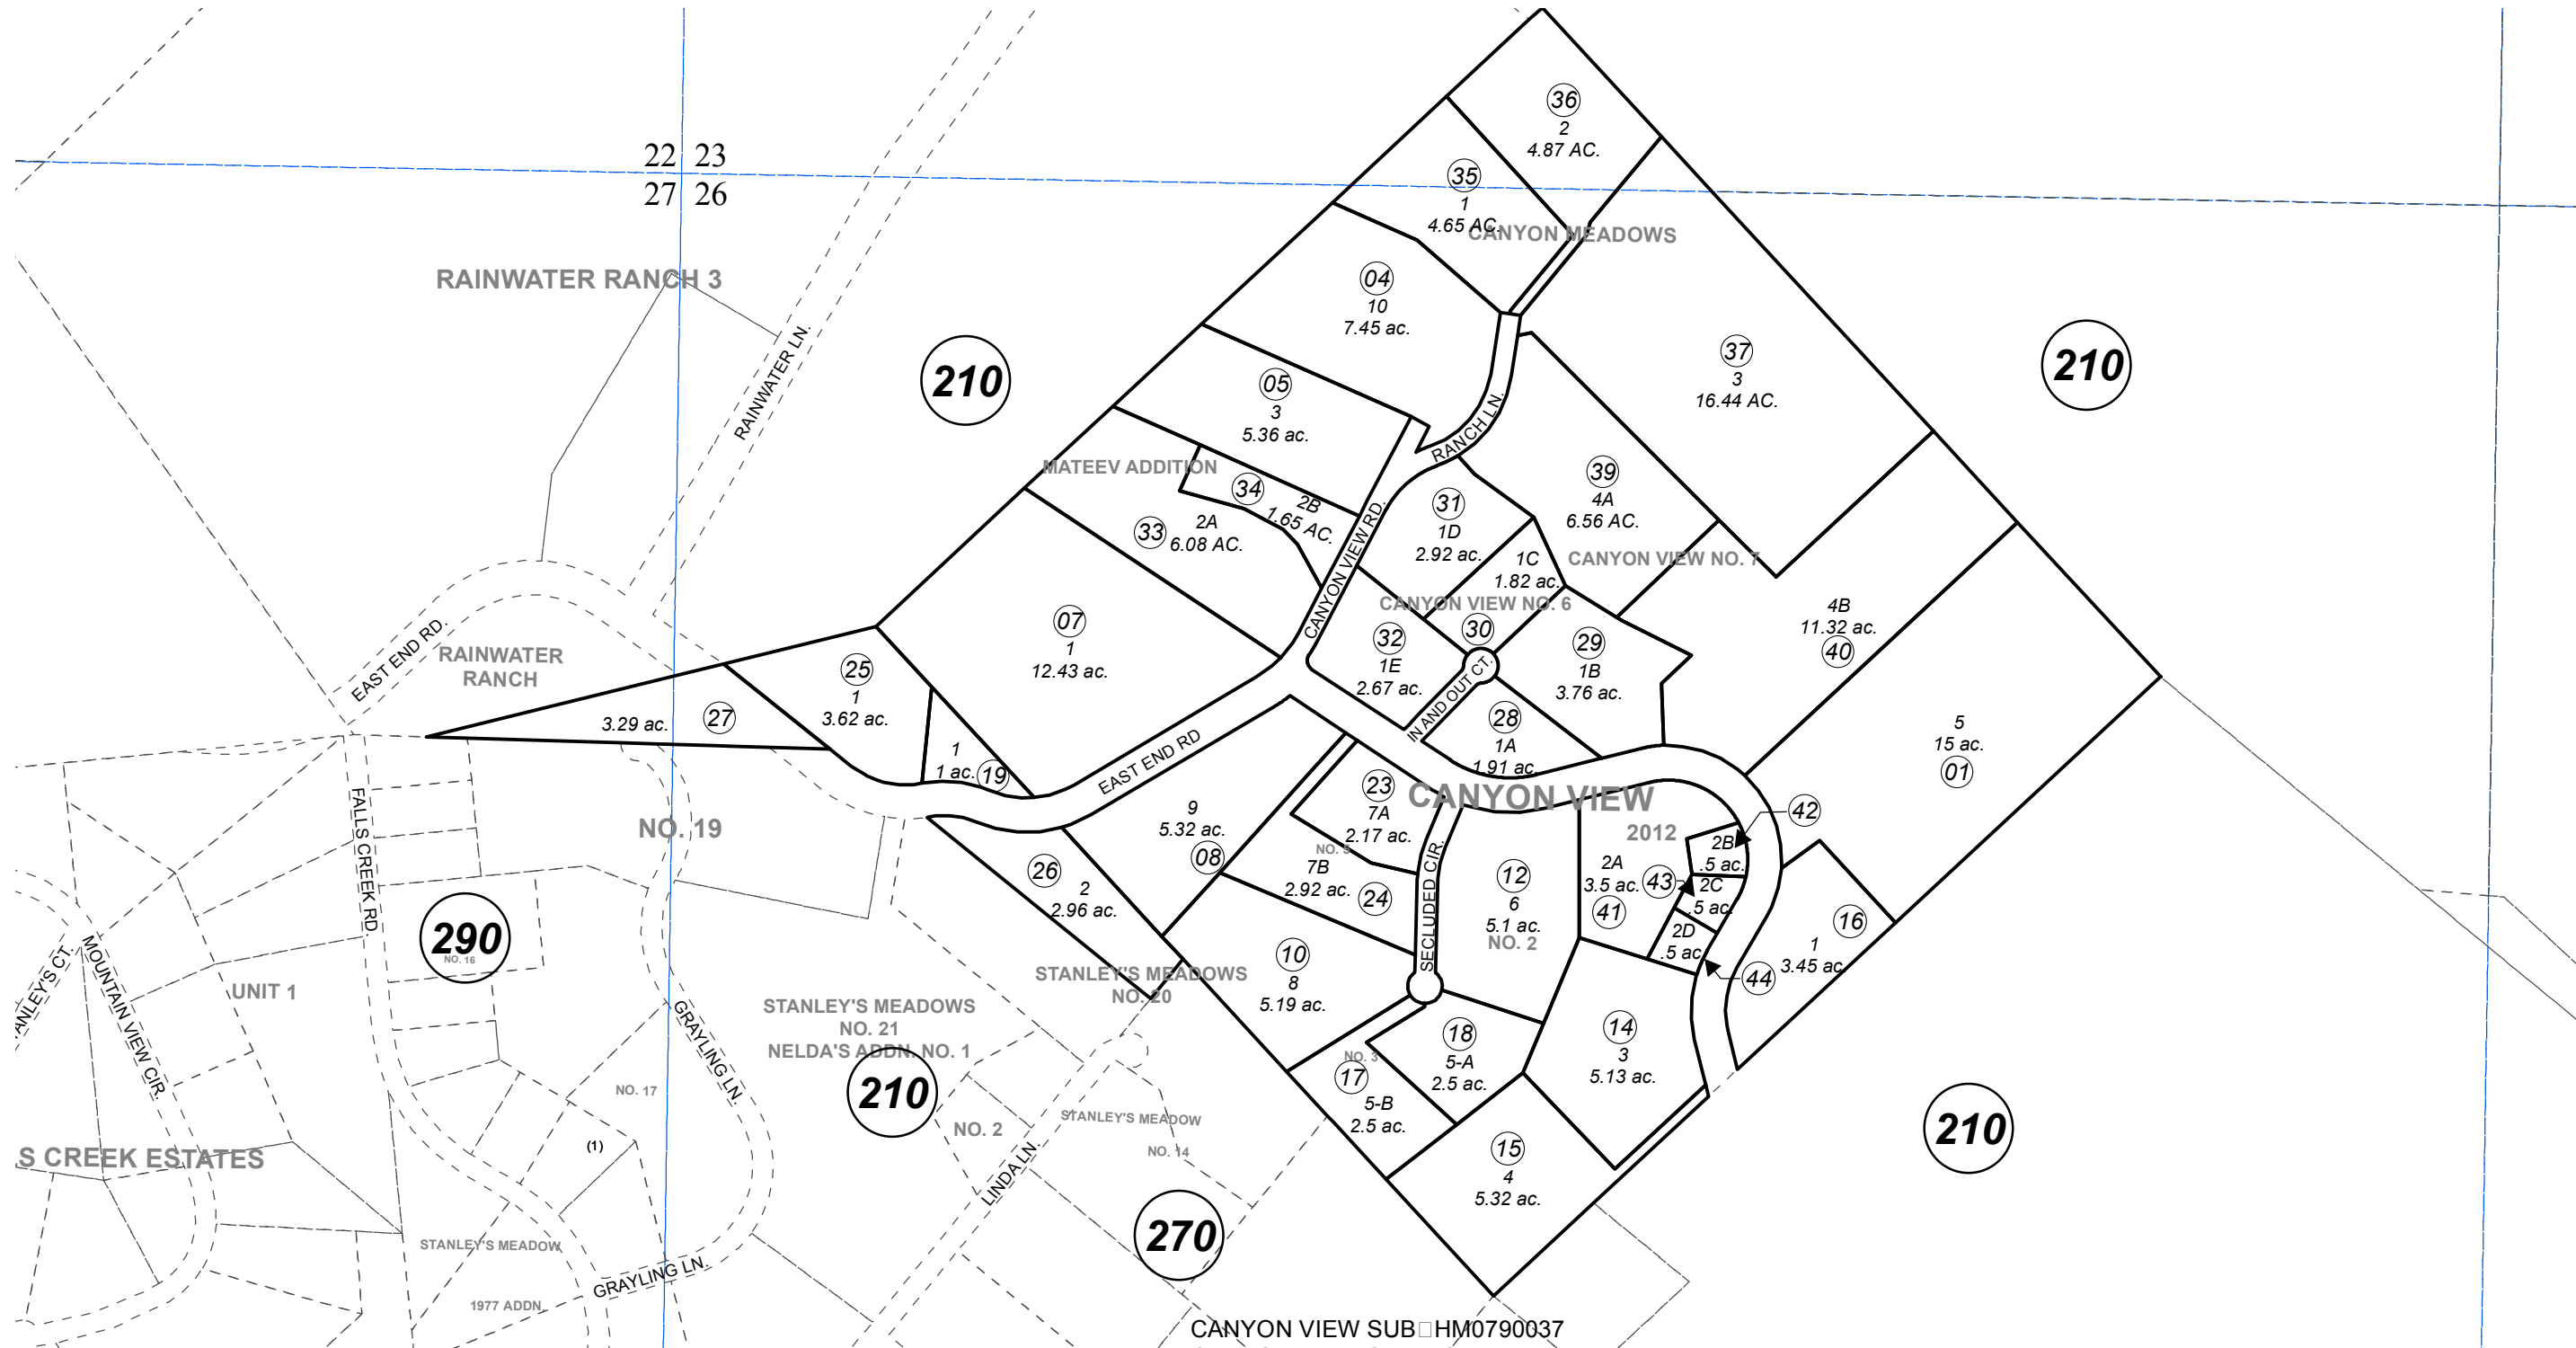 36
2
4.87 AC.
22 23
27 26
35
1
4.65 AC.
CANYON MEADOWS
RAINWATER RANCH 3
04
10
7.45 ac.
RAINWATER LN.
210
37
3
16.44 AC.
210
05
3
5.36 ac.
RANCH LN.
MATEEV ADDITION
34
2B
1.65 AC.
33
2A
6.08 AC.
CANYON VIEW RD.
31
1D
2.92 ac.
39
4A
6.56 AC.
CANYON VIEW NO. 7
1C
1.82 ac.
CANYON VIEW NO. 6
30
07
1
12.43 ac.
32
1E
2.67 ac.
29
1B
3.76 ac.
4B
11.32 ac.
40
EAST END RD.
RAINWATER
RANCH
25
1
3.62 ac.
3.29 ac.
27
IN AND OUT CT.
28
1A
1.91 ac.
5
15 ac.
01
1
1 ac.
19
EAST END RD
CANYON VIEW
23
7A
2.17 ac.
9
5.32 ac.
08
FALLS CREEK RD.
NO. 19
2012
42
2B
.5 ac.
NO. 9
7B
2.92 ac.
24
SECLUDED CIR.
12
6
5.1 ac.
NO. 2
2A
3.5 ac.
41
43
2C
.5 ac.
2D
.5 ac.
44
16
1
3.45 ac.
26
2
2.96 ac.
290
NO. 16
10
8
5.19 ac.
STANLEY'S MEADOWS
NO. 20
UNIT 1
ANLEY'S CT.
MOUNTAIN VIEW CIR.
GRAYLING LN.
STANLEY'S MEADOWS
NO. 21
NELDA'S ADDN. NO. 1
210
NO. 17
NO. 3
17
5-B
2.5 ac.
18
5-A
2.5 ac.
14
3
5.13 ac.
210
STANLEY'S MEADOW
NO. 14
NO. 2
(1)
S CREEK ESTATES
LINDA LN.
15
4
5.32 ac.
270
STANLEY'S MEADOW
GRAYLING LN.
1977 ADDN.
CANYON VIEW SUB□HM0790037